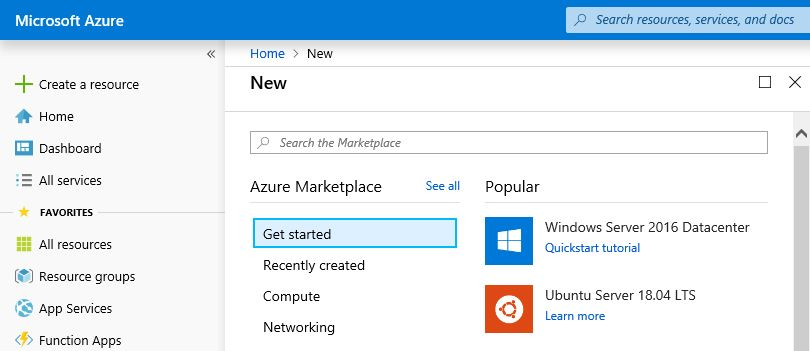 Microsoft Azure
Search resources, services, and docs
«
Create a resource
Home
Dashboard
All services
FAVORITES
All resources
Resource groups
App Services
Function Apps
Home > New
New
Search the Marketplace
Azure Marketplace
See all
Get started
Recently created
Compute
Networking
Popular
Windows Server 2016 Datacenter
Quickstart tutorial
Ubuntu Server 18.04 LTS
Learn more